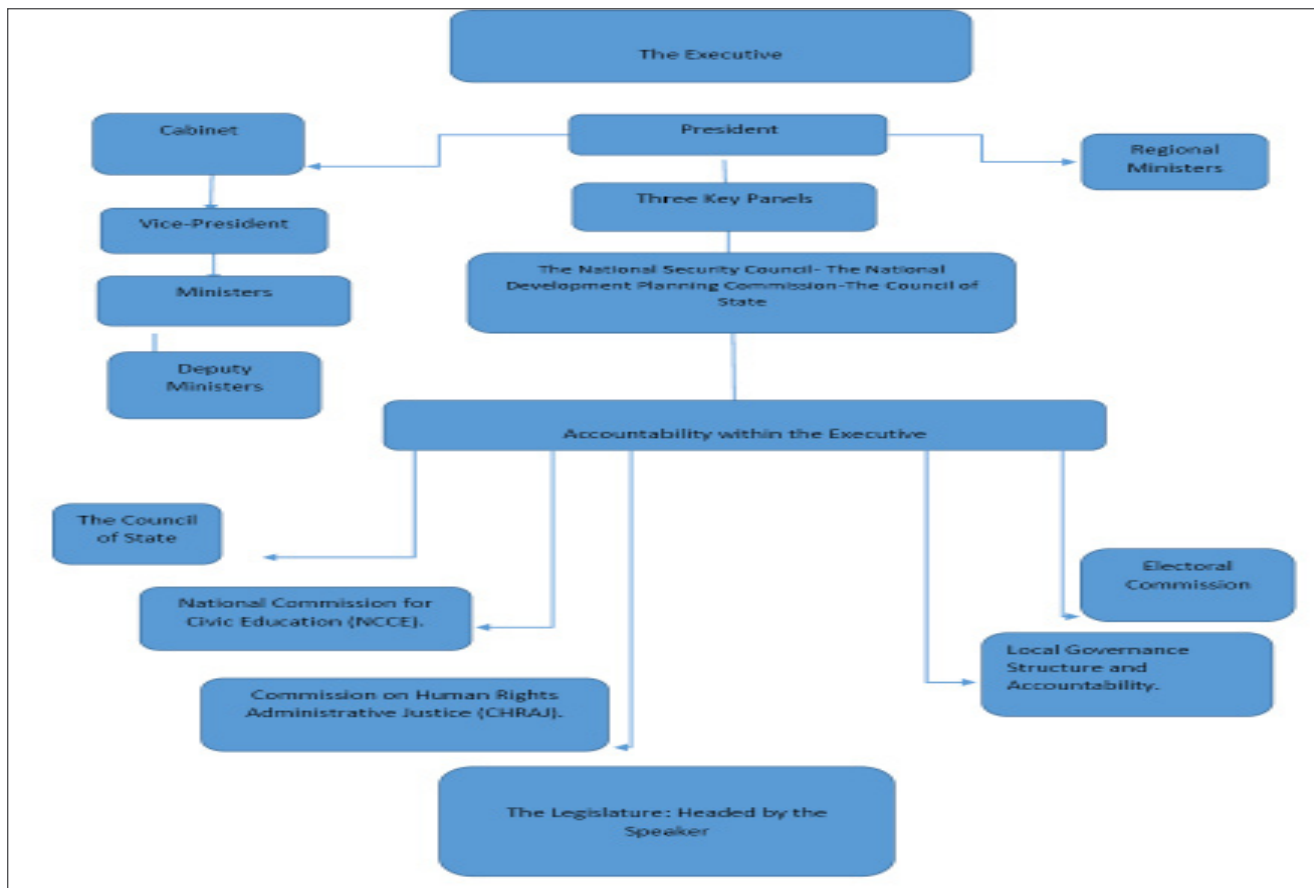 The Executive
Cabinet
President
Regional
Ministers
Vice-President
Three Key Panels
Ministers
The National Security Council- The National
Development Planning Commission-The Council of
State
Deputy
Ministers
Accountability within the Executive
The Council
of State
Electoral
Commission
National Commission for
Civic Education (NCCE).
Local Governance
Structure and
Accountability.
Commission on Human Rights
Administrative Justice (CHRAJ).
The Legislature: Headed by the
Speaker